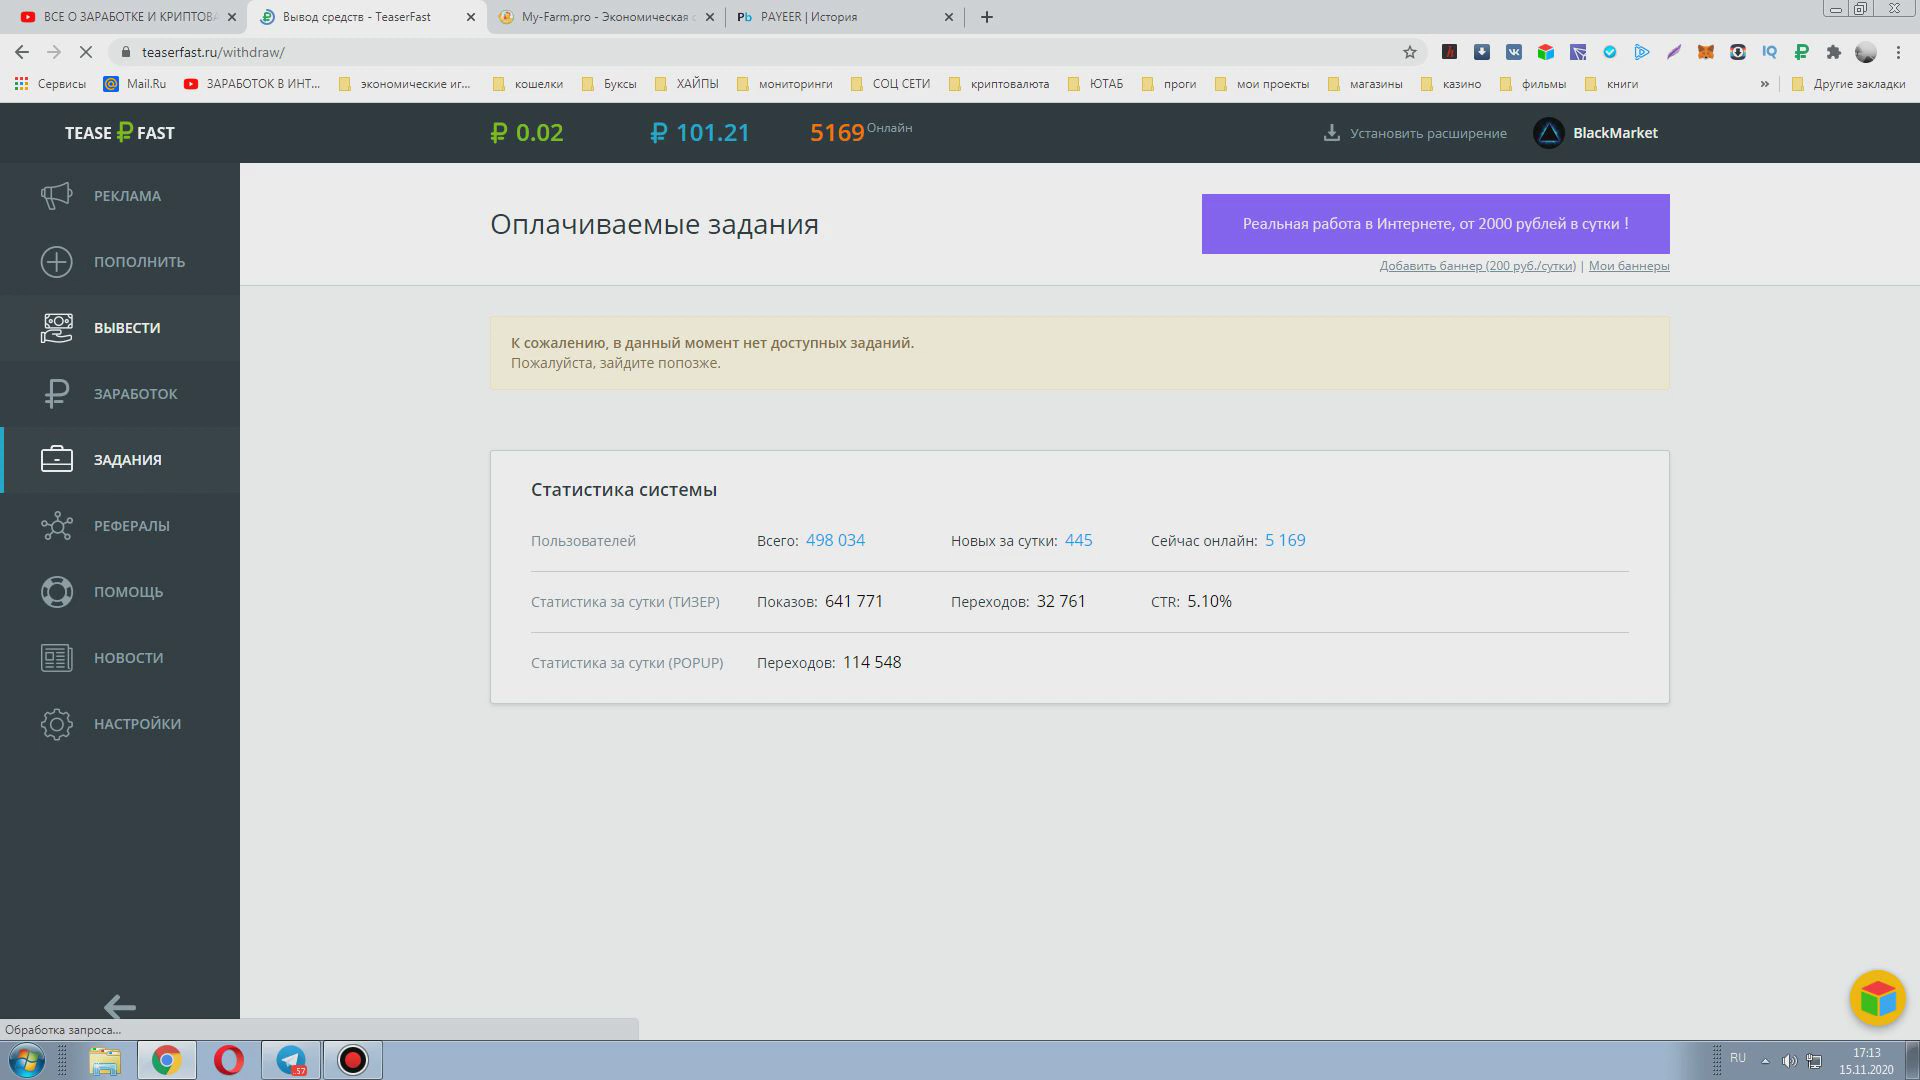 ВСЕ О ЗАРАБОТКЕ И КРИПТОВА
Вывод средств - TeaserFast
My-Farm.pro - Экономическая с
Pb PAYEER | История
teaserfast.ru/withdraw/
Сервисы
Mail.Ru
ЗАРАБОТОК В ИНТ...
экономические иг...
кошелки
Буксы
ХАЙПЫ
мониторинги
СОЦ СЕТИ
криптовалюта
ЮТАБ
проги
мои проекты
магазины
казино
фильмы
книги
»
Другие закладки
TEASE₽FAST
₽ 0.02
₽ 101.21
5169 Онлайн
Установить расширение
BlackMarket
РЕКЛАМА
ПОПОЛНИТЬ
ВЫВЕСТИ
ЗАРАБОТОК
ЗАДАНИЯ
РЕФЕРАЛЫ
ПОМОЩЬ
НОВОСТИ
НАСТРОЙКИ
Оплачиваемые задания
Реальная работа в Интернете, от 2000 рублей в сутки !
Добавить баннер (200 руб./сутки) | Мои баннеры
К сожалению, в данный момент нет доступных заданий.
Пожалуйста, зайдите попозже.
Статистика системы
Пользователей Всего: 498 034 Новых за сутки: 445 Сейчас онлайн: 5 169
Статистика за сутки (ТИЗЕР) Показов: 641 771 Переходов: 32 761 CTR: 5.10%
Статистика за сутки (POPUP) Переходов: 114 548
Обработка запроса...
.57
RU
17:13
15.11.2020